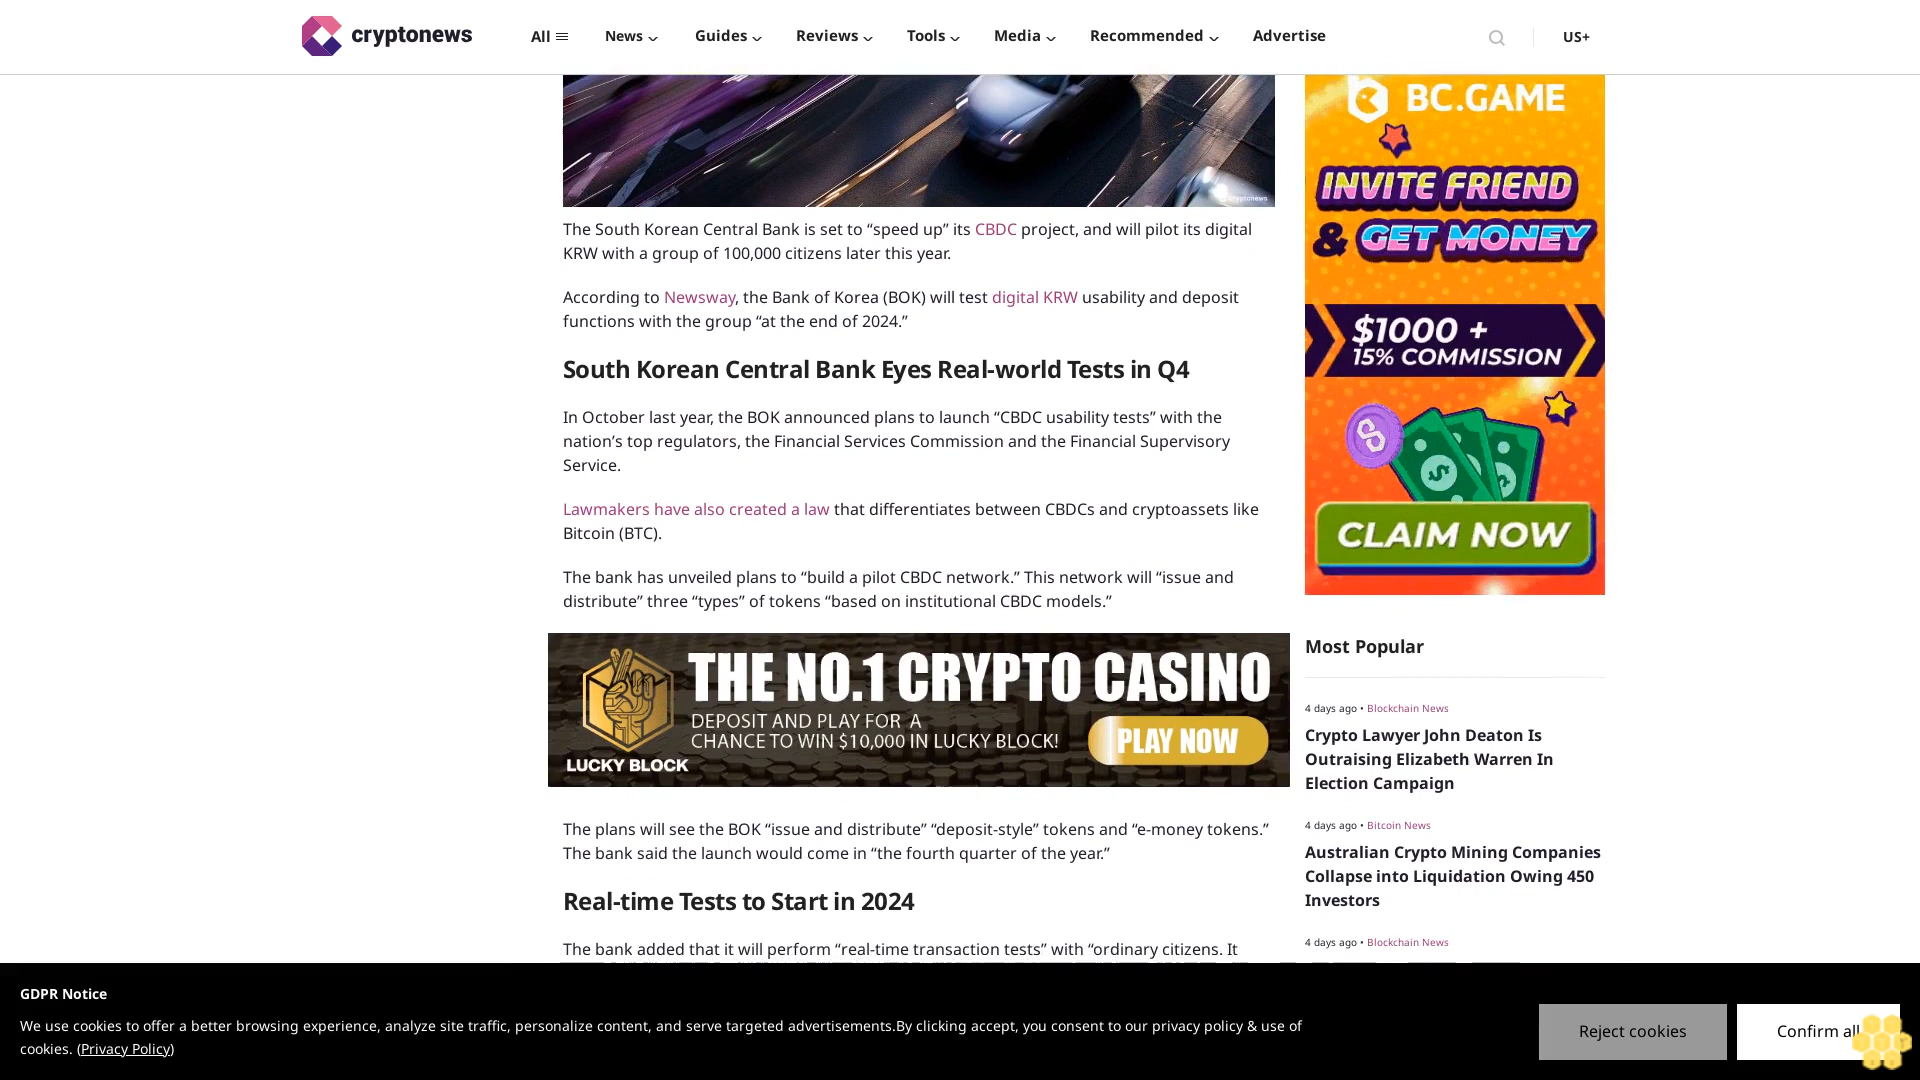 cryptonews
All
News
Guides
Reviews
Tools
Media
Recommended
Advertise
US+
cryptonews
The South Korean Central Bank is set to “speed up” its CBDC project, and will pilot its digital
KRW with a group of 100,000 citizens later this year.
According to Newsway, the Bank of Korea (BOK) will test digital KRW usability and deposit
functions with the group “at the end of 2024.”
South Korean Central Bank Eyes Real-world Tests in Q4
In October last year, the BOK announced plans to launch “CBDC usability tests” with the
nation’s top regulators, the Financial Services Commission and the Financial Supervisory
Service.
Lawmakers have also created a law that differentiates between CBDCs and cryptoassets like
Bitcoin (BTC).
The bank has unveiled plans to “build a pilot CBDC network.” This network will “issue and
distribute” three “types” of tokens “based on institutional CBDC models.”
THE NO.1 CRYPTO CASINO
DEPOSIT AND PLAY FOR A
CHANCE TO WIN $10,000 IN LUCKY BLOCK!
PLAY NOW
LUCKY BLOCK
The plans will see the BOK “issue and distribute” “deposit-style” tokens and “e-money tokens.”
The bank said the launch would come in “the fourth quarter of the year.”
Real-time Tests to Start in 2024
The bank added that it will perform “real-time transaction tests” with “ordinary citizens. It
BC.GAME
INVITE FRIEND
& GET MONEY
$1000 +
15% COMMISSION
CLAIM NOW
Most Popular
4 days ago • Blockchain News
Crypto Lawyer John Deaton Is
Outraising Elizabeth Warren In
Election Campaign
4 days ago • Bitcoin News
Australian Crypto Mining Companies
Collapse into Liquidation Owing 450
Investors
4 days ago • Blockchain News
GDPR Notice
We use cookies to offer a better browsing experience, analyze site traffic, personalize content, and serve targeted advertisements.By clicking accept, you consent to our privacy policy & use of
cookies. (Privacy Policy)
Reject cookies
Confirm all